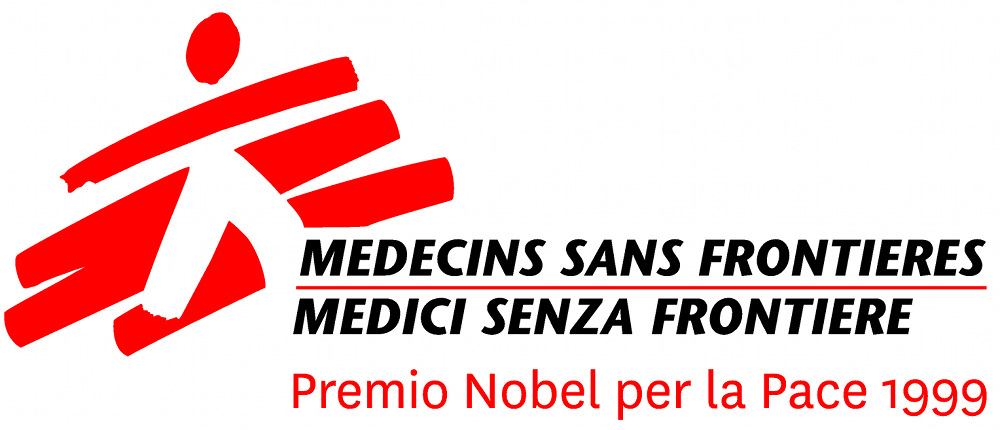 MEDECINS SANS FRONTIERES
MEDICI SENZA FRONTIERE
Premio Nobel per la Pace 1999